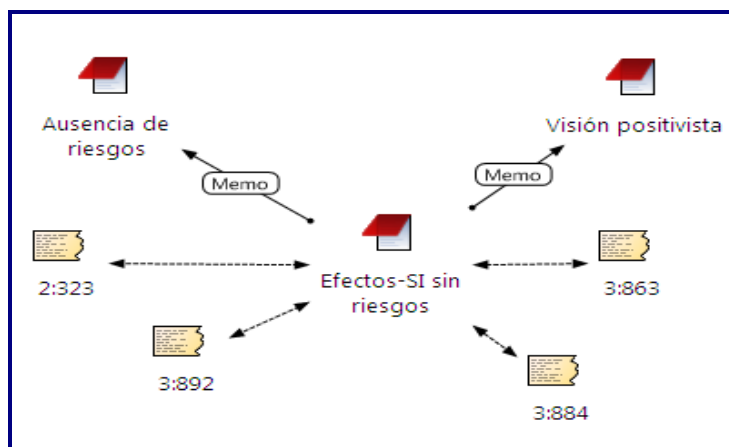 Ausencia de
riesgos
Visión positivista
Memo
Memo
2:323
Efectos-SI sin
riesgos
3:863
3:892
3:884